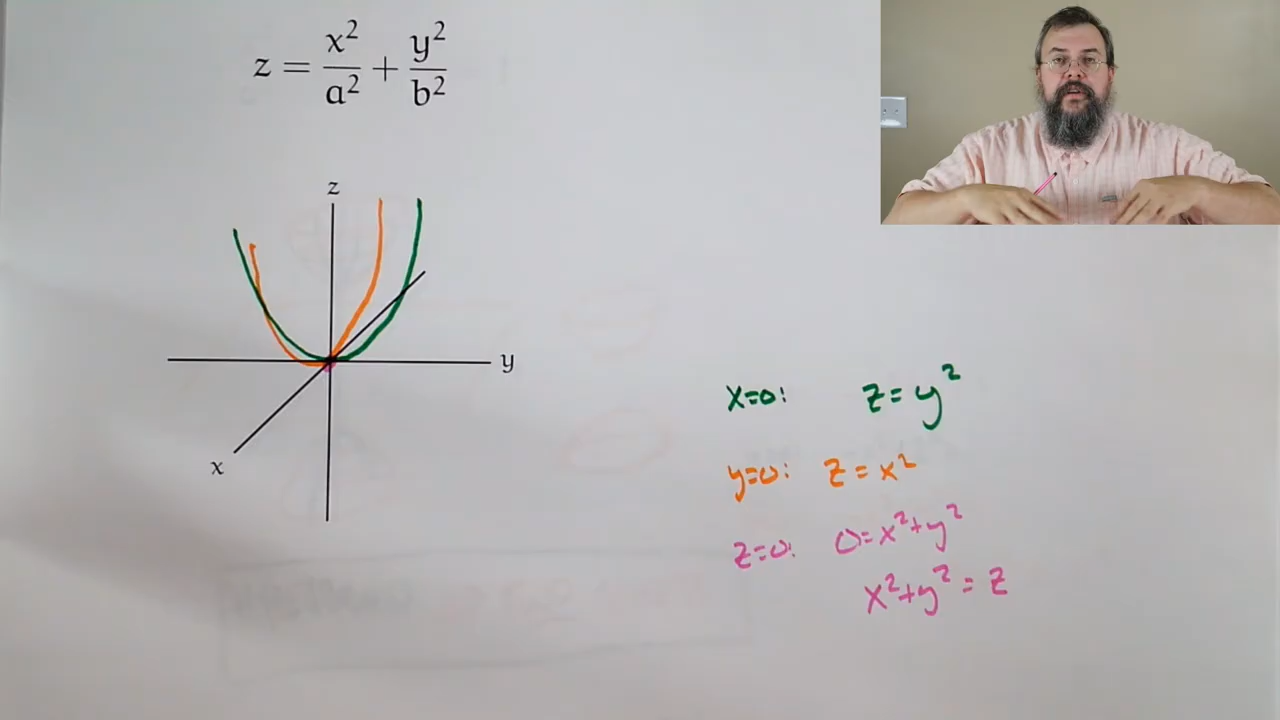 z = x²/a² + y²/b²
z
y
x
x=0: z = y²
y=0: z = x²
z=0: 0=x²+y²
x²+y² = z